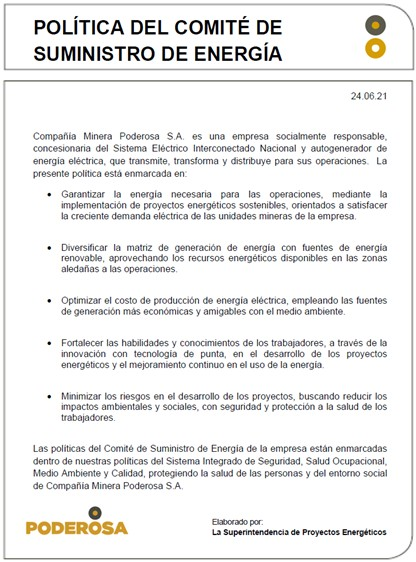 POLÍTICA DEL COMITÉ DE
SUMINISTRO DE ENERGÍA
24.06.21
Compañía Minera Poderosa S.A. es una empresa socialmente responsable,
concesionaria del Sistema Eléctrico Interconectado Nacional y autogenerador de
energía eléctrica, que transmite, transforma y distribuye para sus operaciones. La
presente política está enmarcada en:
• Garantizar la energía necesaria para las operaciones, mediante la
implementación de proyectos energéticos sostenibles, orientados a satisfacer
la creciente demanda eléctrica de las unidades mineras de la empresa.
• Diversificar la matriz de generación de energía con fuentes de energía
renovable, aprovechando los recursos energéticos disponibles en las zonas
aledañas a las operaciones.
• Optimizar el costo de producción de energía eléctrica, empleando las fuentes
de generación más económicas y amigables con el medio ambiente.
• Fortalecer las habilidades y conocimientos de los trabajadores, a través de la
innovación con tecnología de punta, en el desarrollo de los proyectos
energéticos y el mejoramiento continuo en el uso de la energía.
• Minimizar los riesgos en el desarrollo de los proyectos, buscando reducir los
impactos ambientales y sociales, con seguridad y protección a la salud de los
trabajadores.
Las políticas del Comité de Suministro de Energía de la empresa están enmarcadas
dentro de nuestras políticas del Sistema Integrado de Seguridad, Salud Ocupacional,
Medio Ambiente y Calidad, protegiendo la salud de las personas y del entorno social
de Compañía Minera Poderosa S.A.
PODEROSA
Elaborado por:
La Superintendencia de Proyectos Energéticos